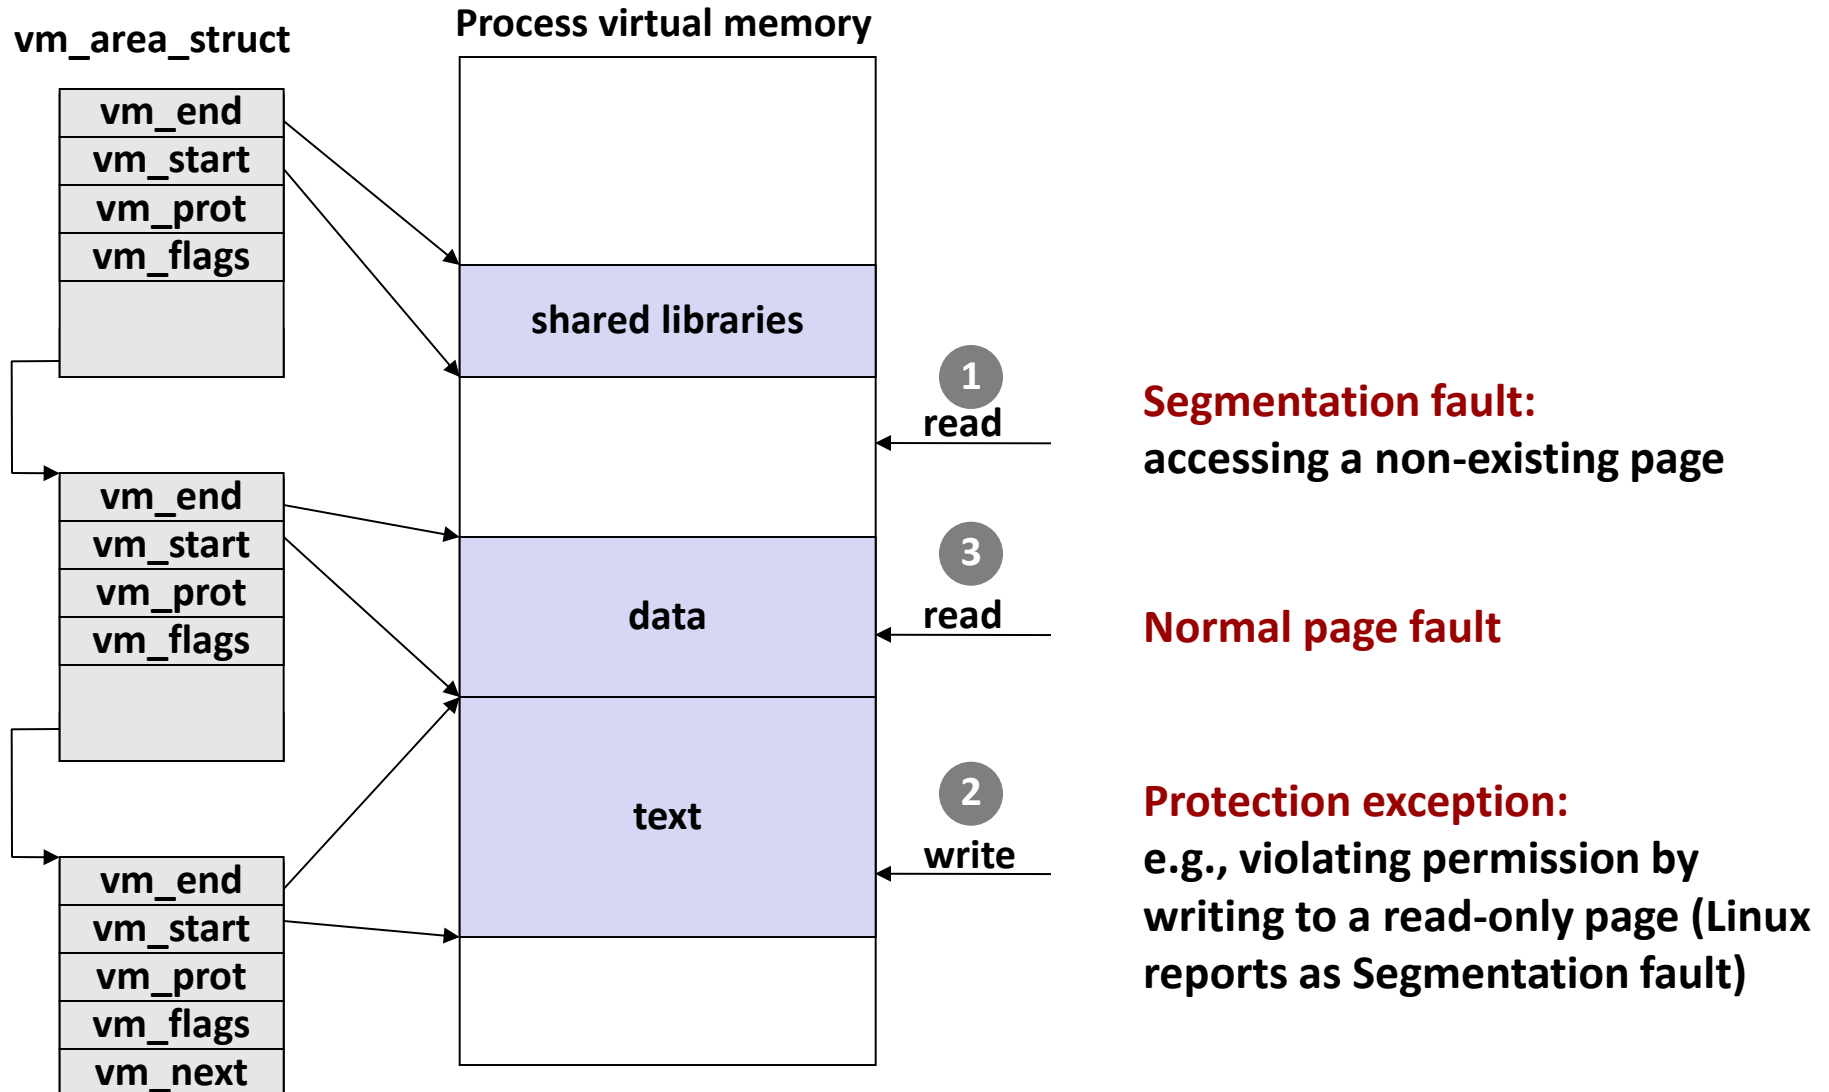 Process virtual memory
vm_area_struct
vm_end
vm_start
vm_prot
vm_flags
shared libraries
1
read
Segmentation fault:
accessing a non-existing page
vm_end
vm_start
vm_prot
vm_flags
data
3
read
Normal page fault
text
2
write
Protection exception:
e.g., violating permission by
writing to a read-only page (Linux
reports as Segmentation fault)
vm_end
vm_start
vm_prot
vm_flags
vm_next